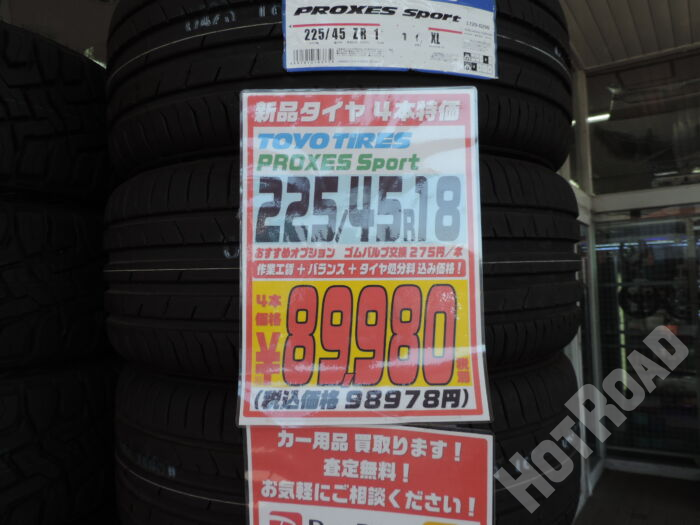 PROXES Sport
225/45 ZR 1
XL
新品タイヤ 4本特価
TOYO TIRES
PROXES Sport
225/45R18
おすすめオプション ゴムバルブ交換 275円/本
作業工賃 + バランス + タイヤ処分料 込み価格!
4本
価格
¥89,980税抜
(税込価格 98978円)
カー用品 買取ります!
査定無料!
お気軽にご相談ください!
HOTROAD